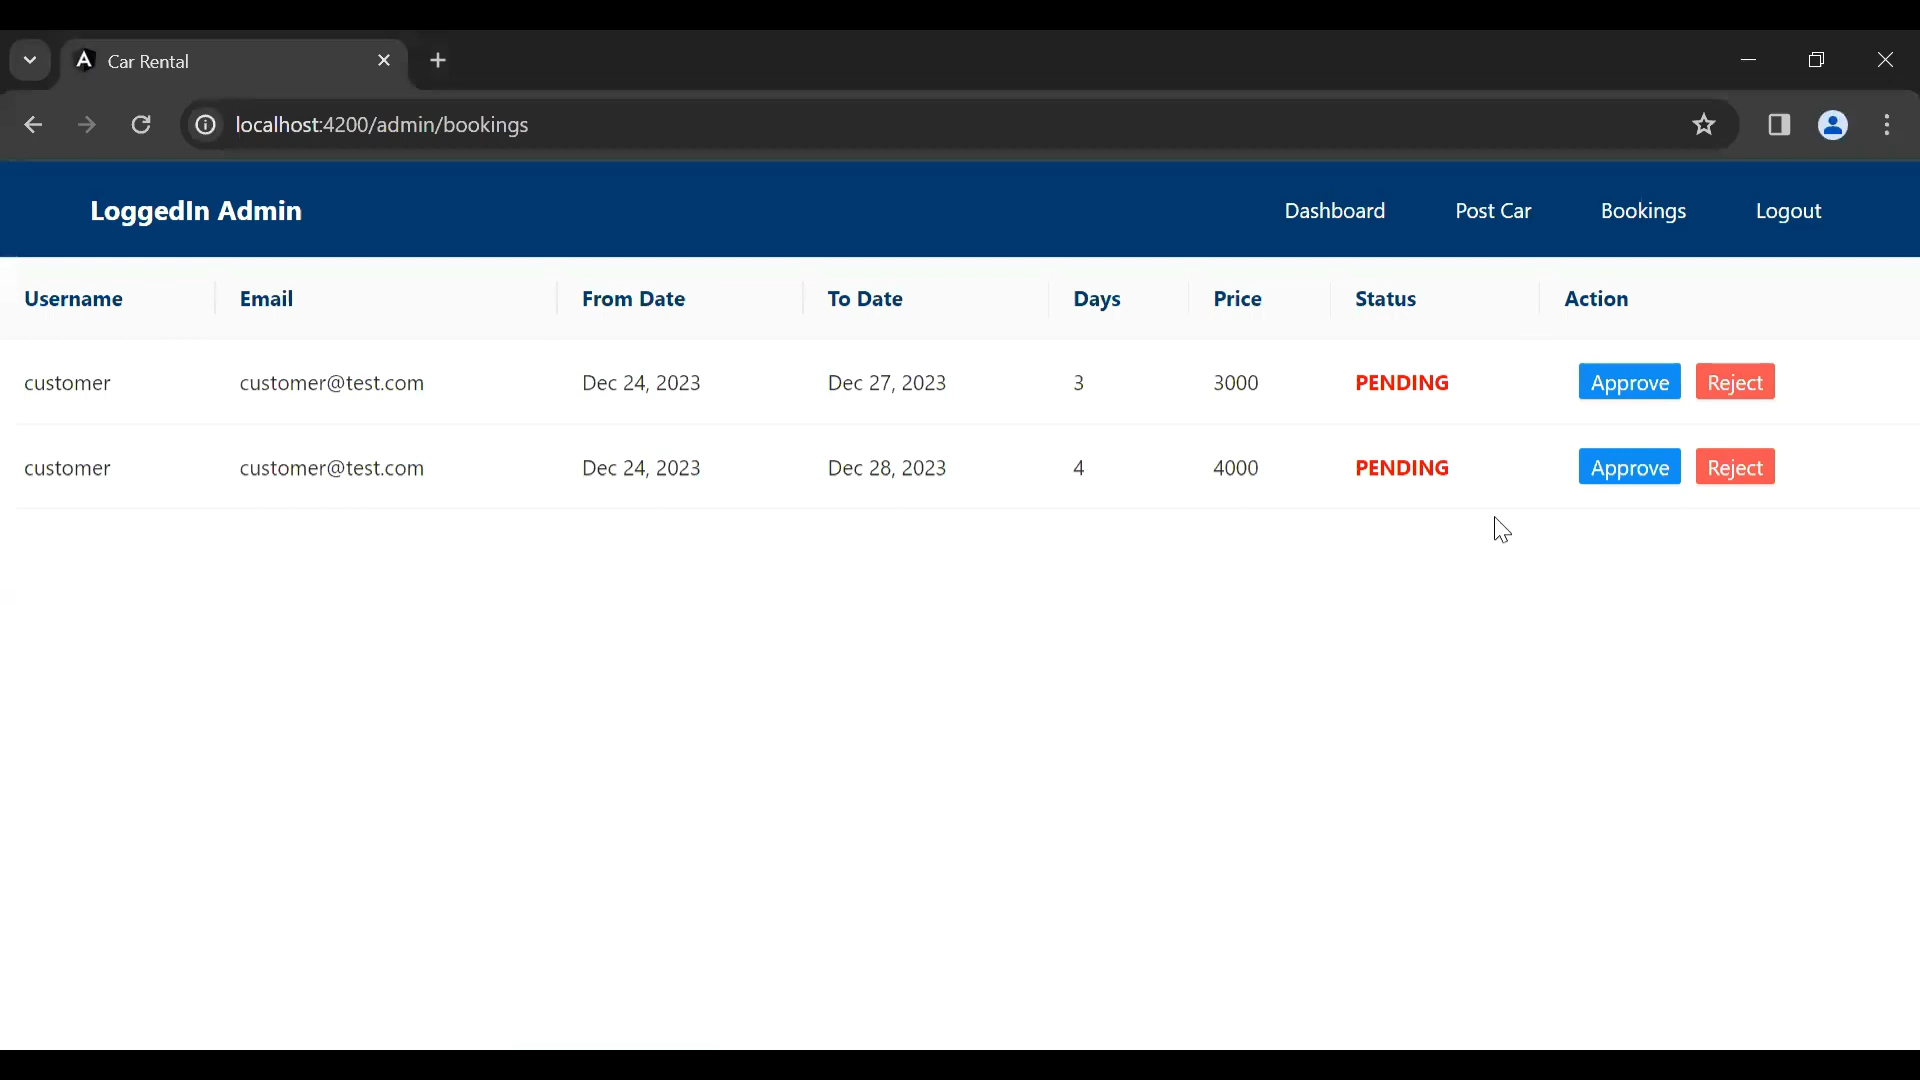 Car Rental
localhost:4200/admin/bookings
LoggedIn Admin Dashboard Post Car Bookings Logout
Username Email From Date To Date Days Price Status Action
customer customer@test.com Dec 24, 2023 Dec 27, 2023 3 3000 PENDING Approve Reject
customer customer@test.com Dec 24, 2023 Dec 28, 2023 4 4000 PENDING Approve Reject